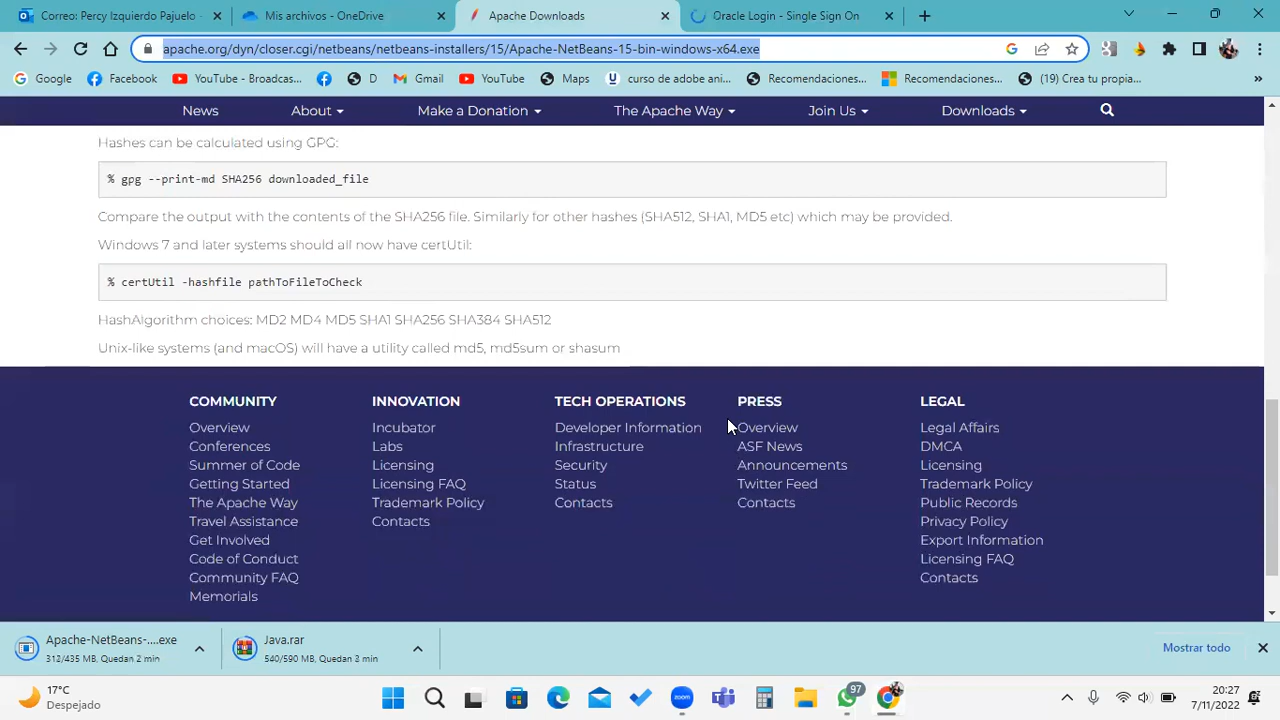 Correo: Percy Izquierdo Pajuelo -
Mis archivos - OneDrive
Apache Downloads
Oracle Login - Single Sign On
apache.org/dyn/closer.cgi/netbeans/netbeans-installers/15/Apache-NetBeans-15-bin-windows-x64.exe
Google
Facebook
YouTube - Broadcas...
D
Gmail
YouTube
Maps
curso de adobe ani...
Recomendaciones...
Recomendaciones...
(19) Crea tu propia...
»
News
About
Make a Donation
The Apache Way
Join Us
Downloads
Hashes can be calculated using GPG:
% gpg --print-md SHA256 downloaded_file
Compare the output with the contents of the SHA256 file. Similarly for other hashes (SHA512, SHA1, MD5 etc) which may be provided.
Windows 7 and later systems should all now have certUtil:
% certUtil -hashfile pathToFileToCheck
HashAlgorithm choices: MD2 MD4 MD5 SHA1 SHA256 SHA384 SHA512
Unix-like systems (and macOS) will have a utility called md5, md5sum or shasum
COMMUNITY
Overview
Conferences
Summer of Code
Getting Started
The Apache Way
Travel Assistance
Get Involved
Code of Conduct
Community FAQ
Memorials
INNOVATION
Incubator
Labs
Licensing
Licensing FAQ
Trademark Policy
Contacts
TECH OPERATIONS
Developer Information
Infrastructure
Security
Status
Contacts
PRESS
Overview
ASF News
Announcements
Twitter Feed
Contacts
LEGAL
Legal Affairs
DMCA
Licensing
Trademark Policy
Public Records
Privacy Policy
Export Information
Licensing FAQ
Contacts
Apache-NetBeans-....exe
312/435 MB, Quedan 2 min
Java.rar
540/590 MB, Quedan 3 min
Mostrar todo
17°C
Despejado
zoom
97
20:27
7/11/2022